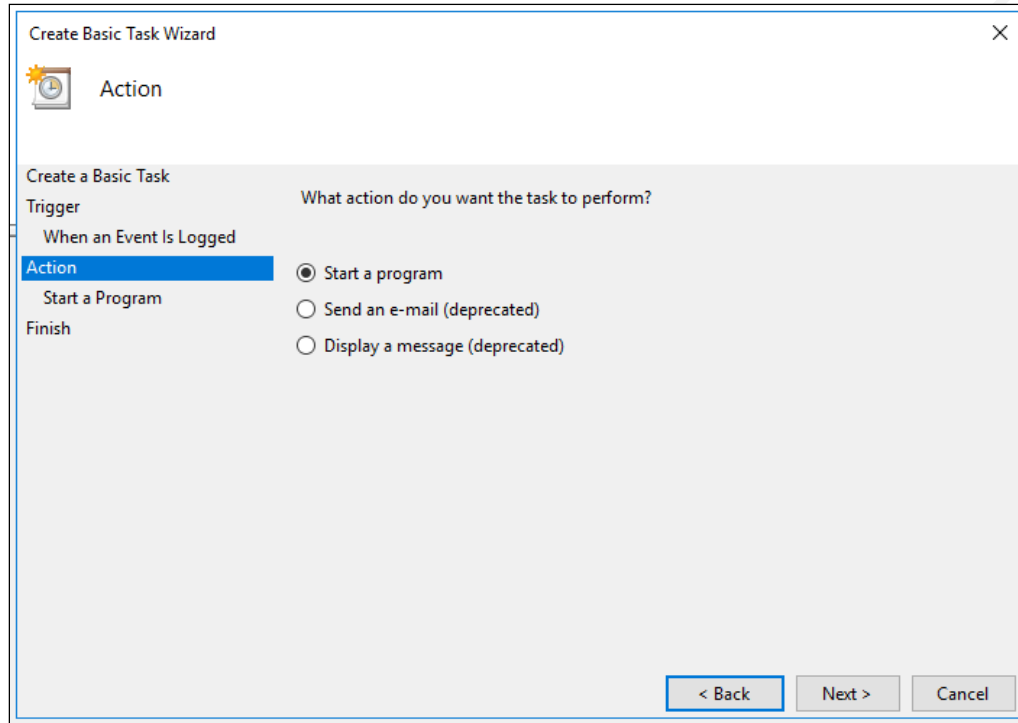 Create Basic Task Wizard
Action
Create a Basic Task
Trigger
When an Event Is Logged
Action
Start a Program
Finish
What action do you want the task to perform?
Start a program
Send an e-mail (deprecated)
Display a message (deprecated)
< Back
Next >
Cancel